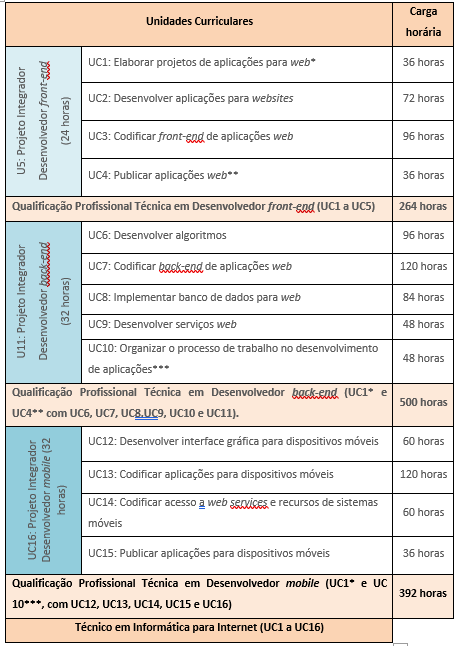 Unidades Curriculares
Carga
horária
U5: Projeto Integrador
Desenvolvedor front-end
(24 horas)
UC1: Elaborar projetos de aplicações para web*
36 horas
UC2: Desenvolver aplicações para websites
72 horas
UC3: Codificar front-end de aplicações web
96 horas
UC4: Publicar aplicações web**
36 horas
Qualificação Profissional Técnica em Desenvolvedor front-end (UC1 a UC5)
264 horas
U11: Projeto Integrador
Desenvolvedor back-end
(32 horas)
UC6: Desenvolver algoritmos
96 horas
UC7: Codificar back-end de aplicações web
120 horas
UC8: Implementar banco de dados para web
84 horas
UC9: Desenvolver serviços web
48 horas
UC10: Organizar o processo de trabalho no desenvolvimento
de aplicações***
48 horas
Qualificação Profissional Técnica em Desenvolvedor back-end (UC1* e
UC4** com UC6, UC7, UC8,UC9, UC10 e UC11).
500 horas
UC16: Projeto Integrador
Desenvolvedor mobile (32
horas)
UC12: Desenvolver interface gráfica para dispositivos móveis
60 horas
UC13: Codificar aplicações para dispositivos móveis
120 horas
UC14: Codificar acesso a web services e recursos de sistemas
móveis
60 horas
UC15: Publicar aplicações para dispositivos móveis
36 horas
Qualificação Profissional Técnica em Desenvolvedor mobile (UC1* e UC
10***, com UC12, UC13, UC14, UC15 e UC16)
392 horas
Técnico em Informática para Internet (UC1 a UC16)